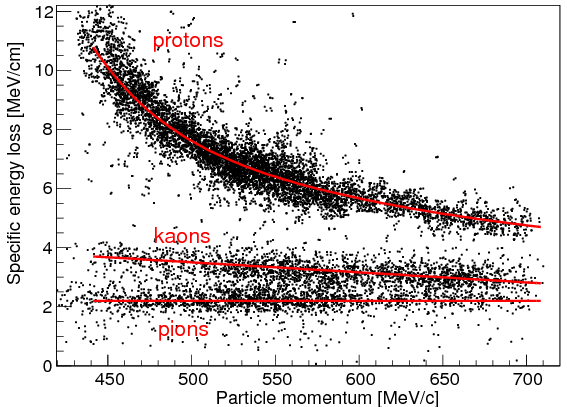 12
10
8
6
4
2
0
Specific energy loss [MeV/cm]
protons
kaons
pions
450 500 550 600 650 700
Particle momentum [MeV/c]